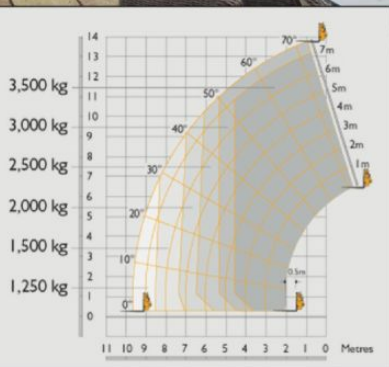 14
13
12
11
10
9
8
7
6
5
4
3
2
1
0
3,500 kg
3,000 kg
2,500 kg
2,000 kg
1,500 kg
1,250 kg
70°
60°
50°
40°
30°
20°
10°
0°
7m
6m
5m
4m
3m
2m
1m
0.5m
11 10 9 8 7 6 5 4 3 2 1 0 Metres